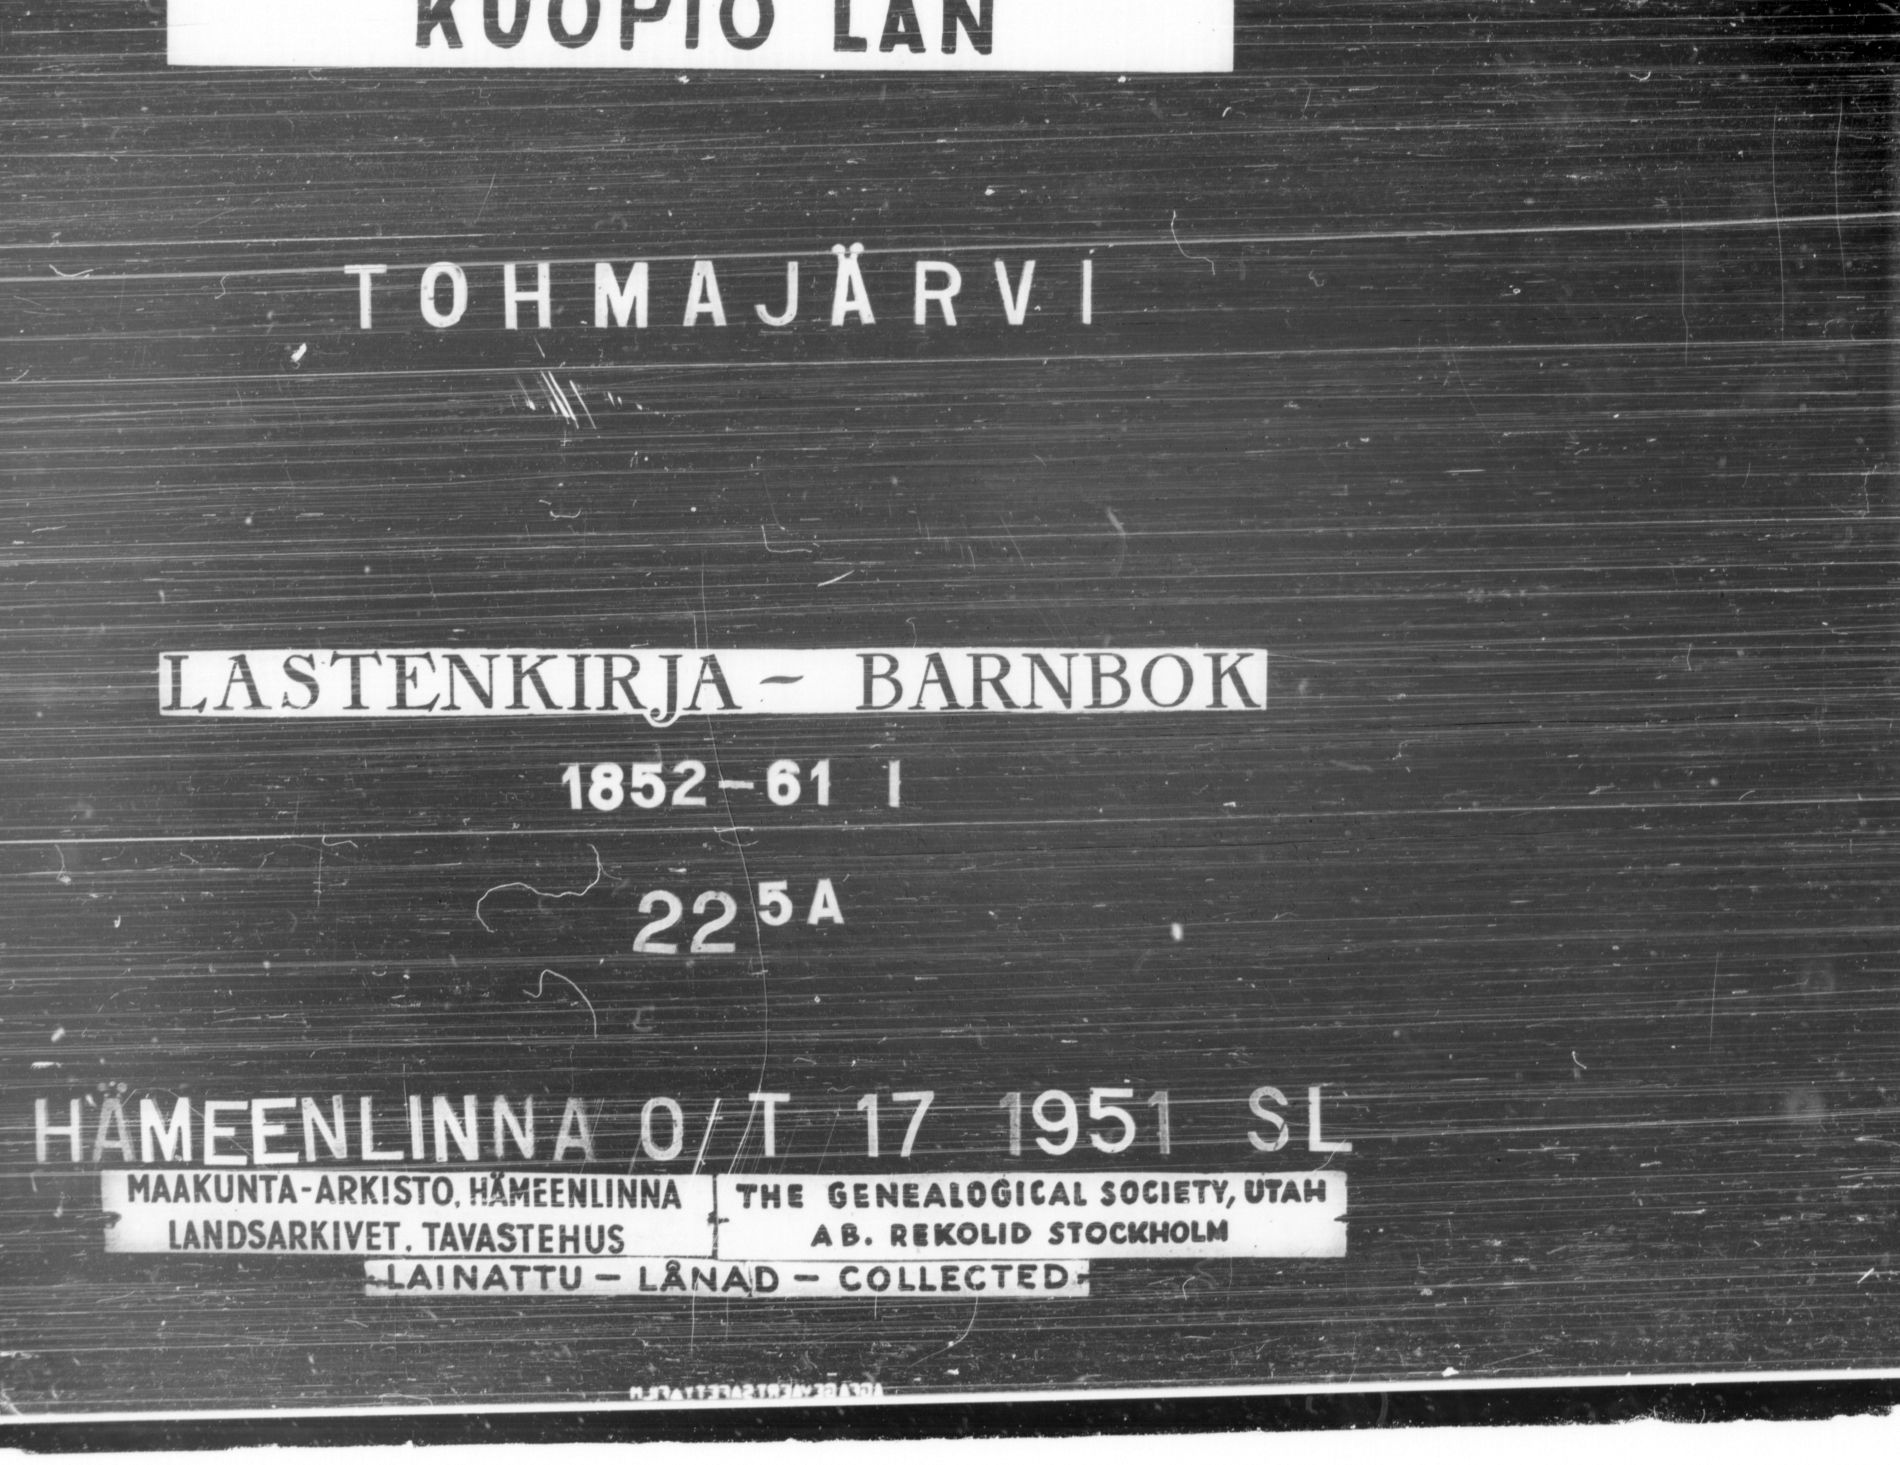 KUOPIO LÄN
TOHMAJÄRVI
LASTENKIRJA - BARNBOK
1852-61 I
22 5A
HÄMEENLINNA O/T 17 1951 SL
MAAKUNTA-ARKISTO, HÄMEENLINNA
LANDSARKIVET, TAVASTEHUS
THE GENEALOGICAL SOCIETY, UTAH
AB. REKOLID STOCKHOLM
LAINATTU - LÅNAD - COLLECTED